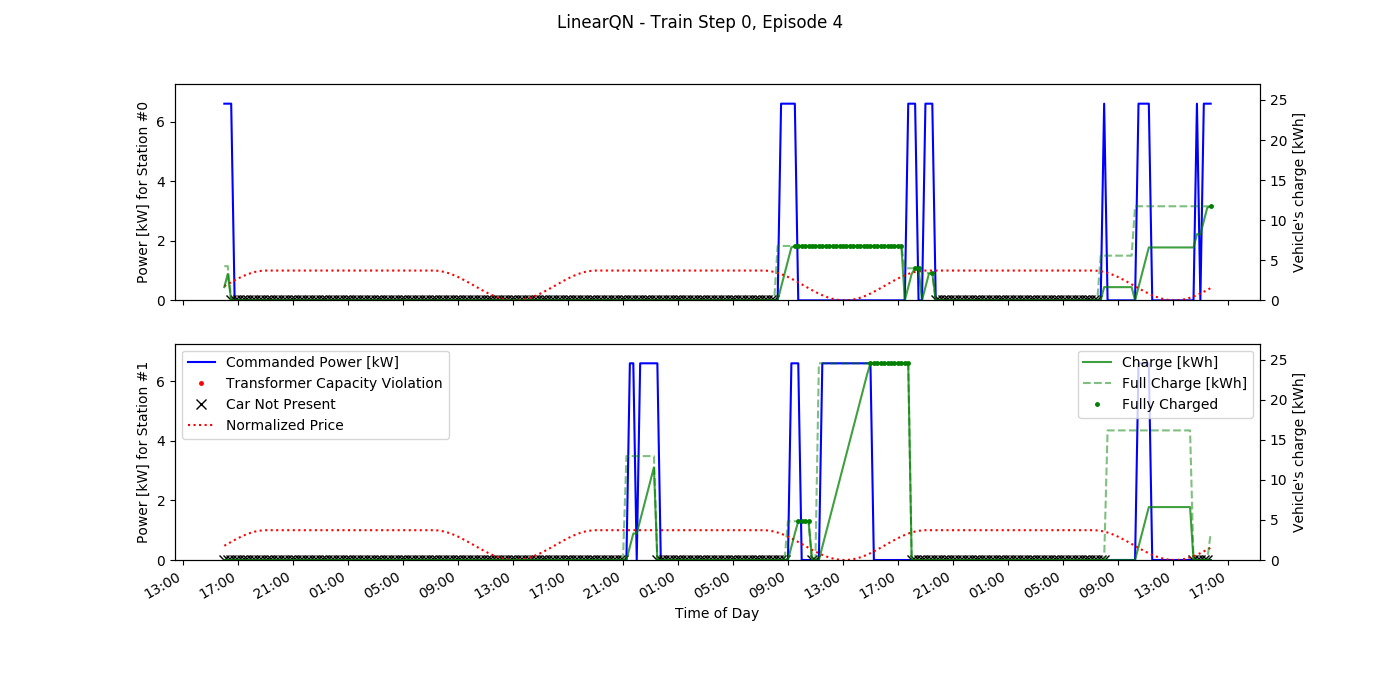 LinearQN - Train Step 0, Episode 4
Power [kW] for Station #0
6
4
2
0
25
20
15
10
5
0
Vehicle's charge [kWh]
Power [kW] for Station #1
6
4
2
0
Commanded Power [kW]
Transformer Capacity Violation
Car Not Present
Normalized Price
Charge [kWh]
Full Charge [kWh]
Fully Charged
25
20
15
10
5
0
Vehicle's charge [kWh]
13:00 17:00 21:00 01:00 05:00 09:00 13:00 17:00 21:00 01:00 05:00 09:00 13:00 17:00 21:00 01:00 05:00 09:00 13:00 17:00
Time of Day